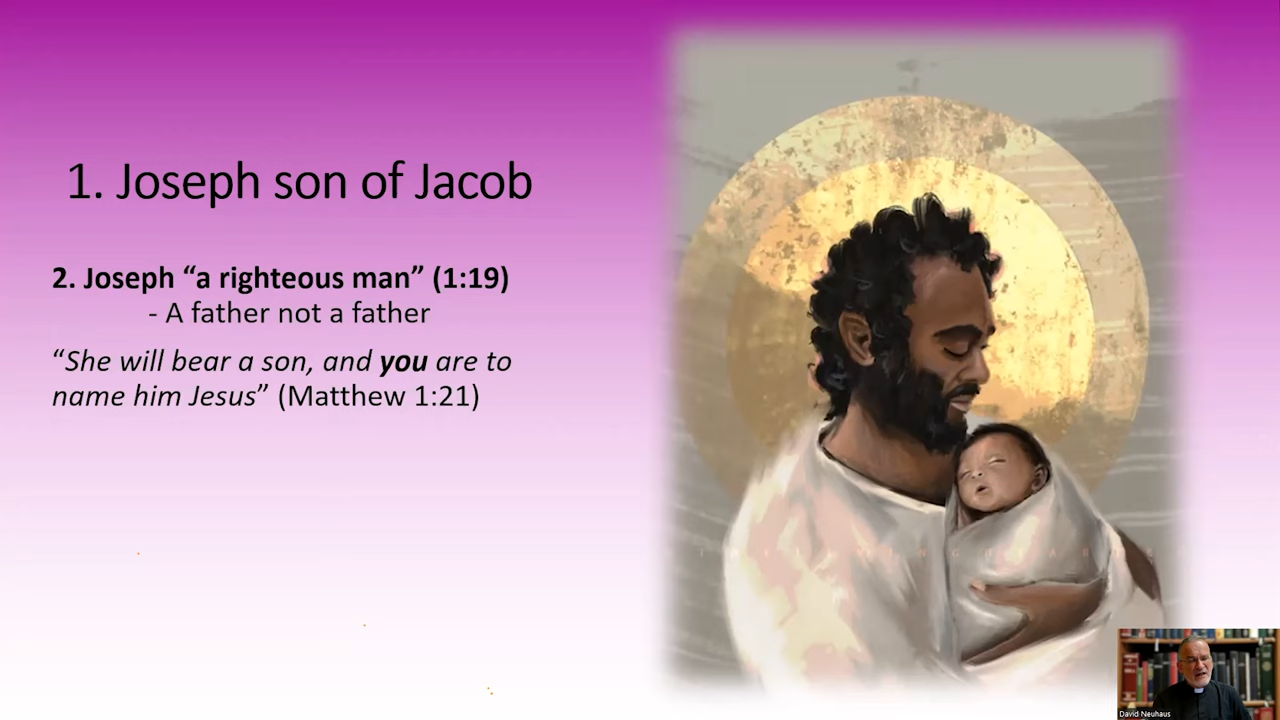 1. Joseph son of Jacob
2. Joseph “a righteous man” (1:19)
- A father not a father
“She will bear a son, and you are to
name him Jesus” (Matthew 1:21)
David Neuhaus